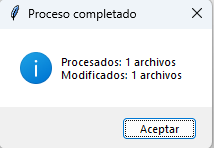 Proceso completado
Procesados: 1 archivos
Modificados: 1 archivos
Aceptar